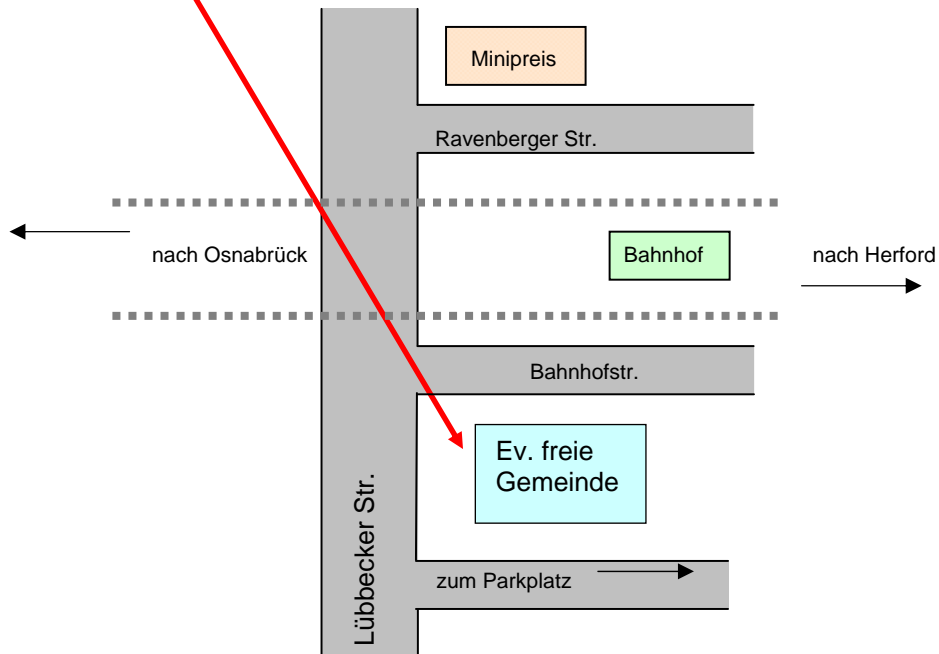 Minipreis
Ravenberger Str.
nach Osnabrück
Bahnhof
nach Herford
Bahnhofstr.
Ev. freie
Gemeinde
Lübbecker Str.
zum Parkplatz